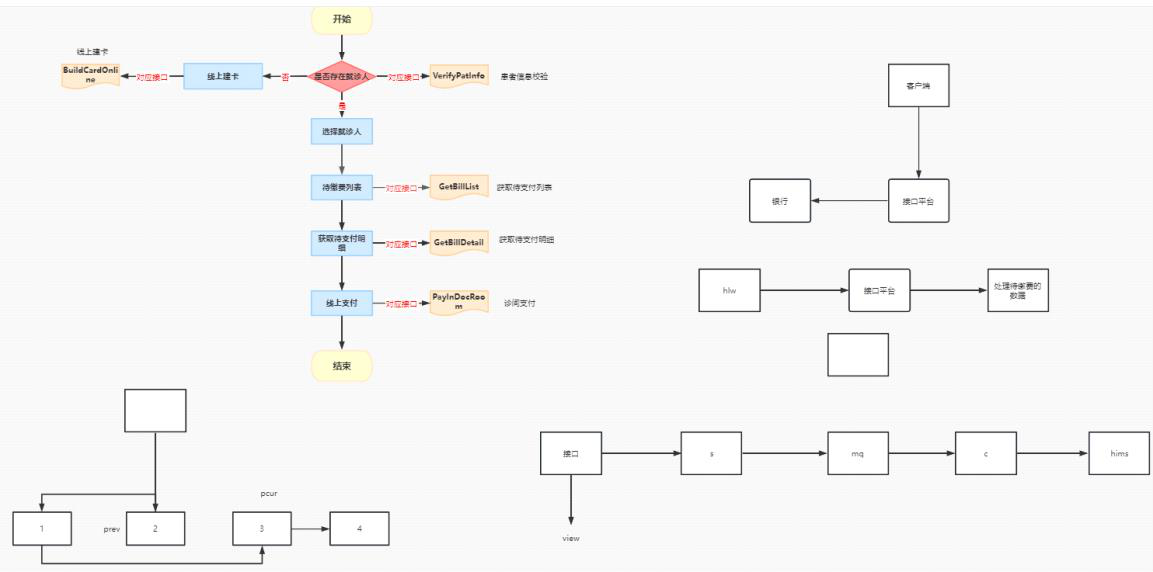 开始
线上建卡
BuildCardOnli
ne
对应接口
线上建卡
否
是否存在就诊人
对应接口
VerifyPatInfo
患者信息校验
是
选择就诊人
待缴费列表
对应接口
GetBillList
获取待支付列表
获取待支付明
细
对应接口
GetBillDetail
获取待支付明细
线上支付
对应接口
PayInDocRoo
m
诊间支付
结束
客户端
银行
接口平台
hlw
接口平台
处理待缴费的
数据
pcur
1
prev
2
3
4
接口
s
mq
c
hims
view